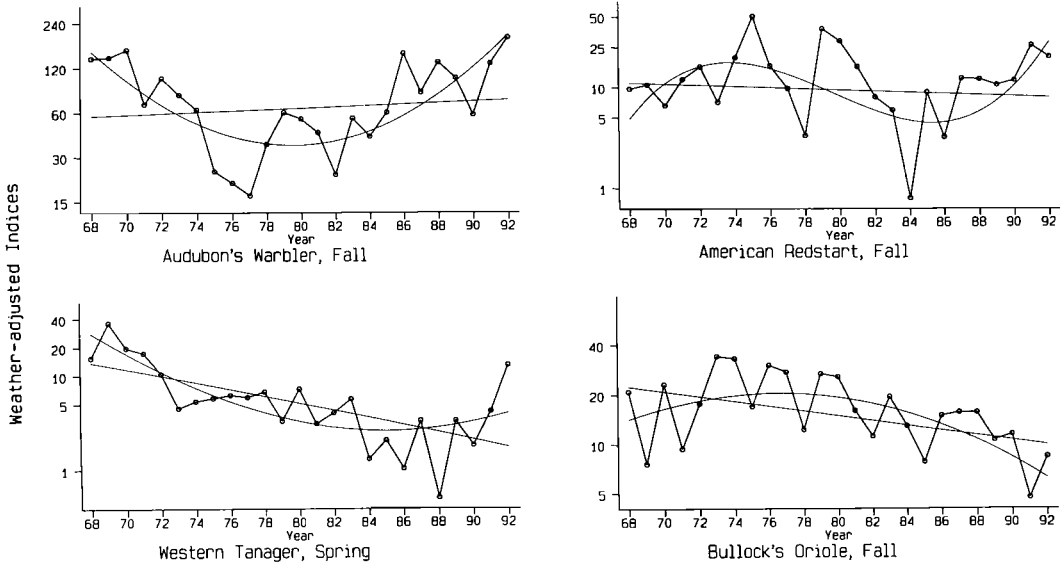 Weather-adjusted Indices
240
120
60
30
15
68 70 72 74 76 78 80 82 84 86 88 90 92
Year
Audubon's Warbler, Fall
50
25
10
5
1
68 70 72 74 76 78 80 82 84 86 88 90 92
Year
American Redstart, Fall
40
20
10
5
1
68 70 72 74 76 78 80 82 84 86 88 90 92
Year
Western Tanager, Spring
40
20
10
5
68 70 72 74 76 78 80 82 84 86 88 90 92
Year
Bullock's Oriole, Fall